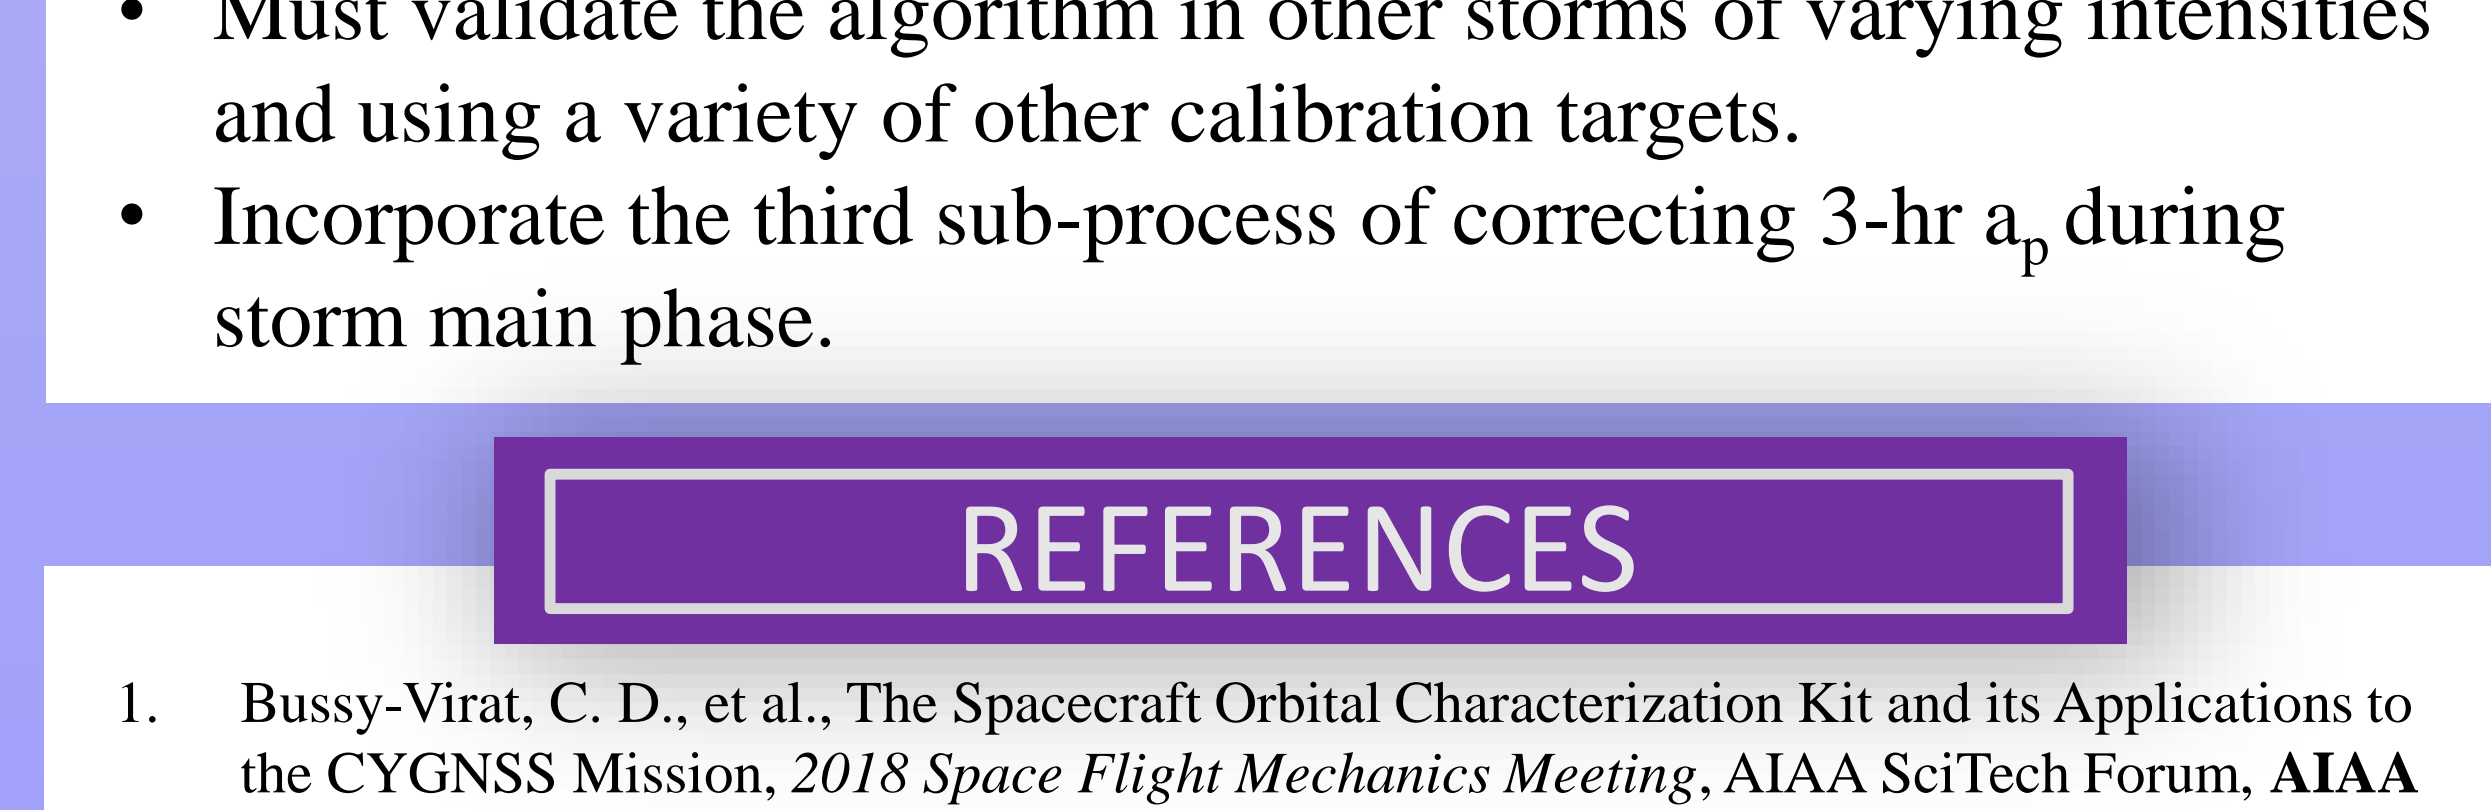 • Must validate the algorithm in other storms of varying intensities
and using a variety of other calibration targets.
• Incorporate the third sub-process of correcting 3-hr ap during
storm main phase.
REFERENCES
1. Bussy-Virat, C. D., et al., The Spacecraft Orbital Characterization Kit and its Applications to
the CYGNSS Mission, 2018 Space Flight Mechanics Meeting, AIAA SciTech Forum, AIAA